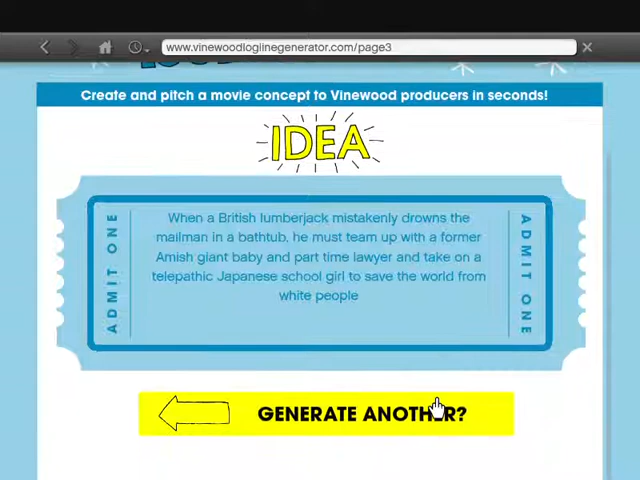 www.vinewoodloglinegenerator.com/page3
Create and pitch a movie concept to Vinewood producers in seconds!
IDEA
ADMIT ONE
When a British lumberjack mistakenly drowns the
mailman in a bathtub, he must team up with a former
Amish giant baby and part time lawyer and take on a
telepathic Japanese school girl to save the world from
white people
ADMIT ONE
GENERATE ANOTHER?